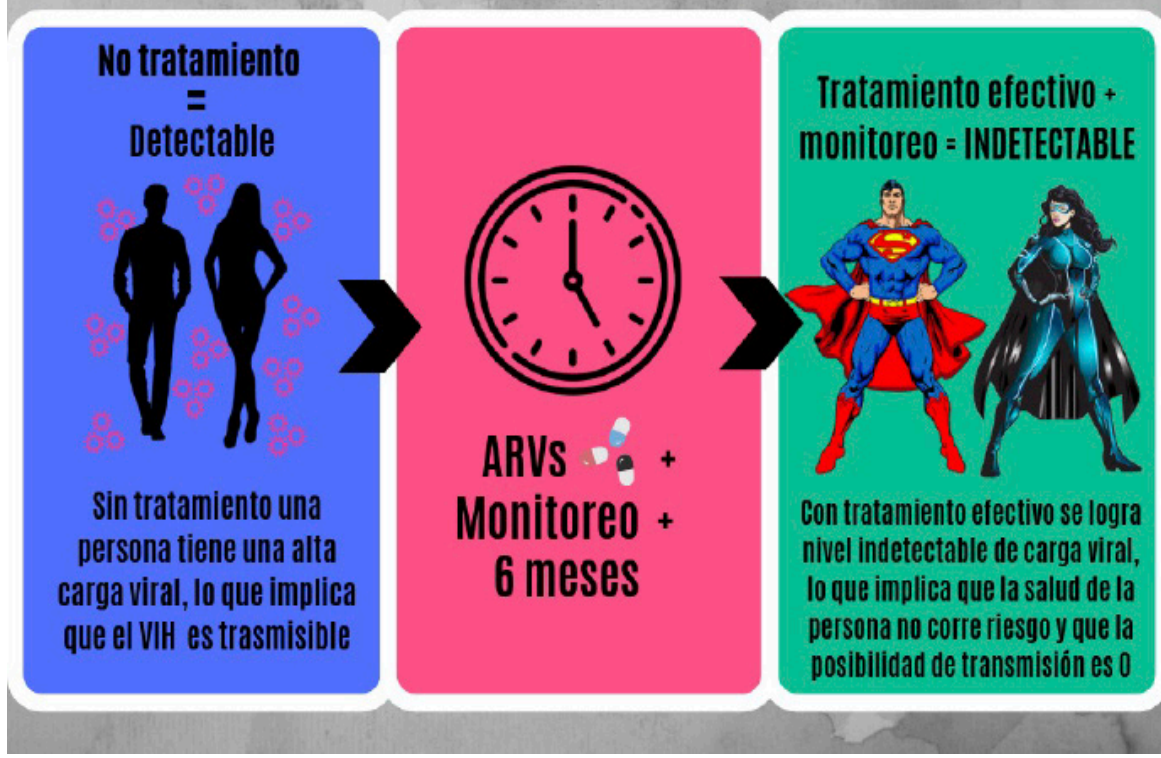 No tratamiento
=
Detectable
Sin tratamiento una
persona tiene una alta
carga viral, lo que implica
que el VIH es trasmisible
ARVs +
Monitoreo +
6 meses
Tratamiento efectivo +
monitoreo = INDETECTABLE
S
Con tratamiento efectivo se logra
nivel indetectable de carga viral,
lo que implica que la salud de la
persona no corre riesgo y que la
posibilidad de transmisión es 0